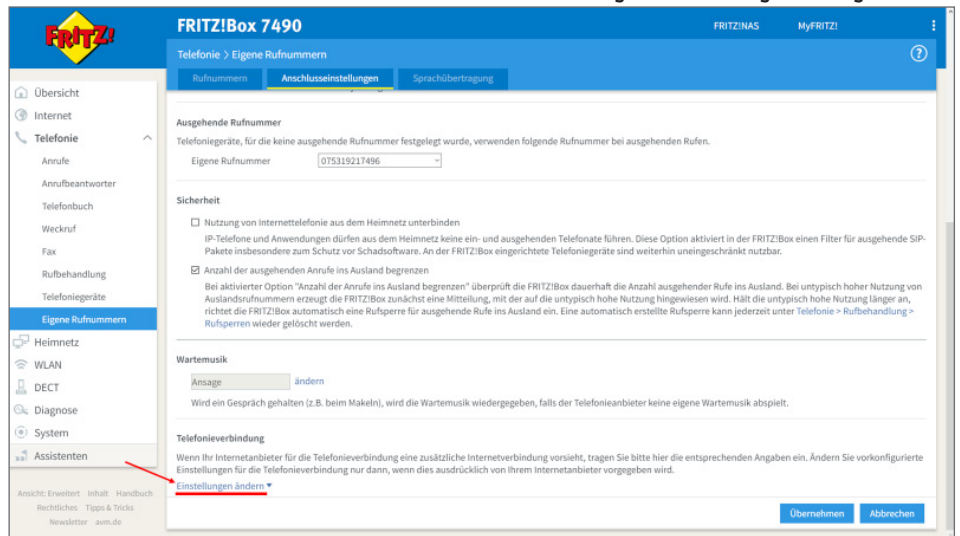 FRITZ!
FRITZ!Box 7490
FRITZ!NAS
MyFRITZ!
Telefonie > Eigene Rufnummern
?
Rufnummern
Anschlusseinstellungen
Sprachübertragung
Übersicht
Internet
Telefonie
Anrufe
Anrufbeantworter
Telefonbuch
Weckruf
Fax
Rufbehandlung
Telefoniegeräte
Eigene Rufnummern
Heimnetz
WLAN
DECT
Diagnose
System
Assistenten
Ansicht: Erweitert Inhalt Handbuch
Rechtliches Tipps & Tricks
Newsletter avm.de
Ausgehende Rufnummer
Telefoniegeräte, für die keine ausgehende Rufnummer festgelegt wurde, verwenden folgende Rufnummer bei ausgehenden Rufen.
Eigene Rufnummer
075319217496
Sicherheit
Nutzung von Internettelefonie aus dem Heimnetz unterbinden
IP-Telefone und Anwendungen dürfen aus dem Heimnetz keine ein- und ausgehenden Telefonate führen. Diese Option aktiviert in der FRITZ!Box einen Filter für ausgehende SIP-
Pakete insbesondere zum Schutz vor Schadsoftware. An der FRITZ!Box eingerichtete Telefoniegeräte sind weiterhin uneingeschränkt nutzbar.
Anzahl der ausgehenden Anrufe ins Ausland begrenzen
Bei aktivierter Option "Anzahl der Anrufe ins Ausland begrenzen" überprüft die FRITZ!Box dauerhaft die Anzahl ausgehender Rufe ins Ausland. Bei untypisch hoher Nutzung von
Auslandsrufnummern erzeugt die FRITZ!Box zunächst eine Mitteilung, mit der auf die untypisch hohe Nutzung hingewiesen wird. Hält die untypisch hohe Nutzung länger an,
richtet die FRITZ!Box automatisch eine Rufsperre für ausgehende Rufe ins Ausland ein. Eine automatisch erstellte Rufsperre kann jederzeit unter Telefonie > Rufbehandlung >
Rufsperren wieder gelöscht werden.
Wartemusik
Ansage
ändern
Wird ein Gespräch gehalten (z.B. beim Makeln), wird die Wartemusik wiedergegeben, falls der Telefonieanbieter keine eigene Wartemusik abspielt.
Telefonieverbindung
Wenn Ihr Internetanbieter für die Telefonieverbindung eine zusätzliche Internetverbindung vorsieht, tragen Sie bitte hier die entsprechenden Angaben ein. Ändern Sie vorkonfigurierte
Einstellungen für die Telefonieverbindung nur dann, wenn dies ausdrücklich von Ihrem Internetanbieter vorgegeben wird.
Einstellungen ändern
Übernehmen
Abbrechen